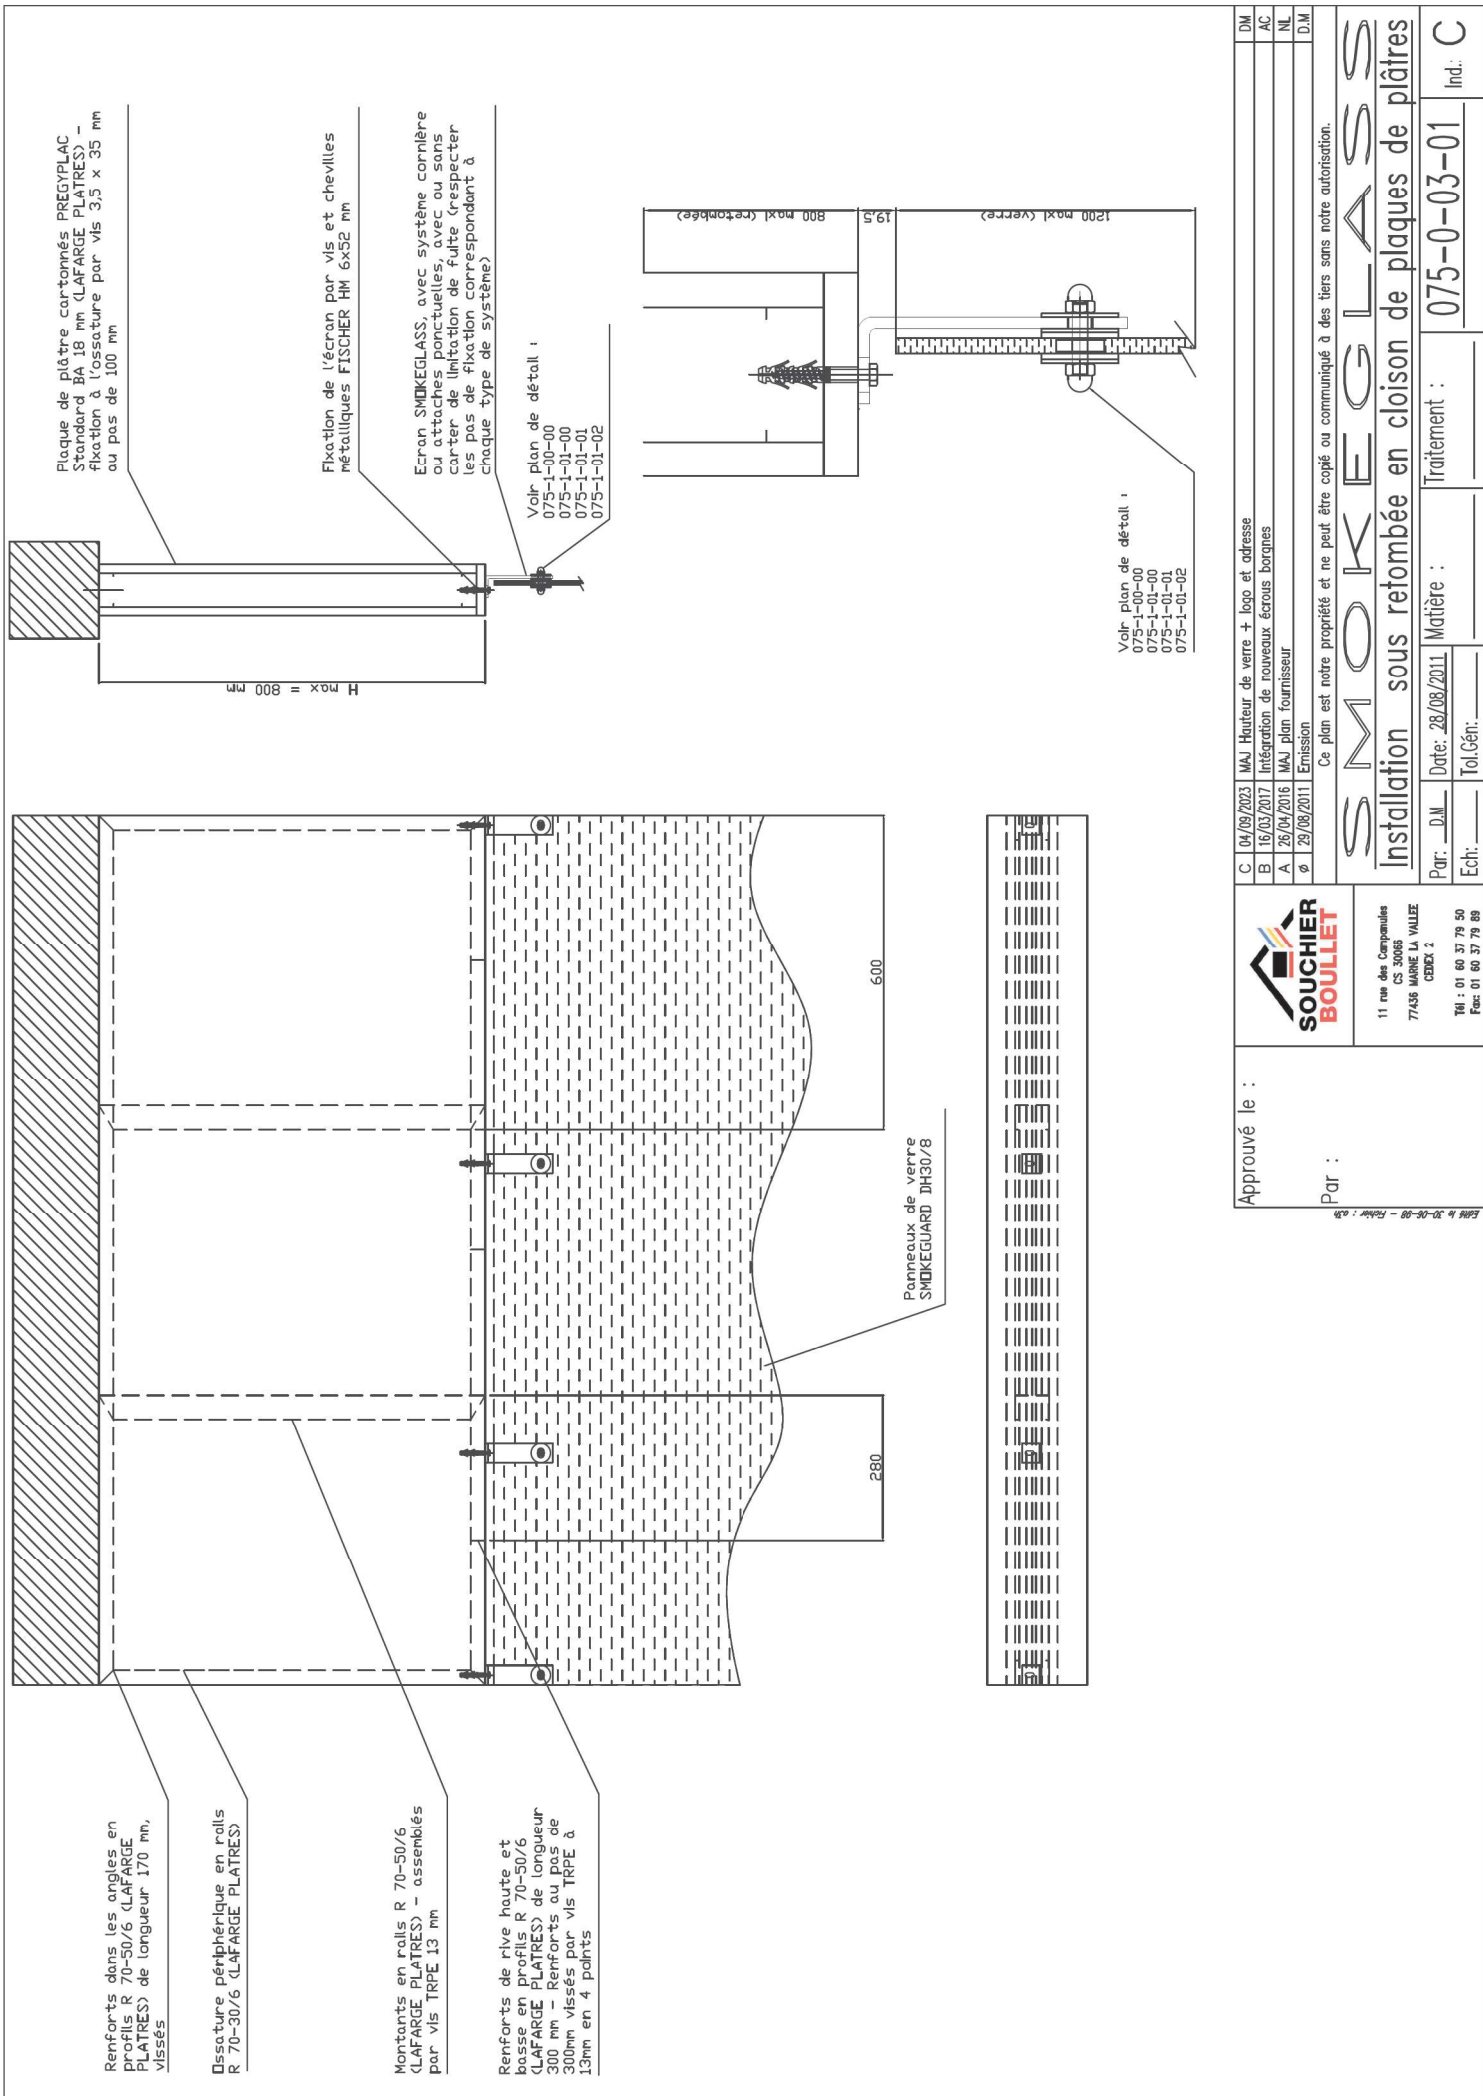 Renforts dans les angles en
profils R 70-50/6 (LAFARGE
PLATRES) de longueur 170 mm,
vissés
Ossature périphérique en rails
R 70-30/6 (LAFARGE PLATRES)
Montants en rails R 70-50/6
(LAFARGE PLATRES) - assemblés
par vis TRPE 13 mm
Renforts de rive haute et
basse en profils R 70-50/6
(LAFARGE PLATRES) de longueur
300 mm - Renforts au pas de
300mm vissés par vis TRPE à
13mm en 4 points
280
600
Panneaux de verre
SMOKEGUARD DH30/8
H max = 800 mm
Plaque de plâtre cartonnés PREGYPLAC
Standard BA 18 mm (LAFARGE PLATRES) -
fixation à l'ossature par vis 3,5 x 35 mm
au pas de 100 mm
Fixation de l'écran par vis et chevilles
métalliques FISCHER HM 6x52 mm
Ecran SMOKEGLASS, avec système cornière
ou attaches ponctuelles, avec ou sans
carter de limitation de fuite (respecter
les pas de fixation correspondant à
chaque type de système)
Voir plan de détail :
075-1-00-00
075-1-01-00
075-1-01-01
075-1-01-02
800 maxi (retombée)
19,5
1200 maxi (verre)
Voir plan de détail :
075-1-00-00
075-1-01-00
075-1-01-01
075-1-01-02
Approuvé le :
Par :
Edité le 30-06-98 - Fichier : a3h
SOUCHIER
BOULLET
11 rue des Campanules
CS 30066
77436 MARNE LA VALLEE
CEDEX 2
Tél : 01 60 37 79 50
Fax: 01 60 37 79 89
C 04/09/2023 MAJ Hauteur de verre + logo et adresse DM
B 16/03/2017 Intégration de nouveaux écrous borgnes AC
A 26/04/2016 MAJ plan fournisseur NL
Ø 29/08/2011 Emission D.M
Ce plan est notre propriété et ne peut être copié ou communiqué à des tiers sans notre autorisation.
SMOKEGLASS
Installation sous retombée en cloison de plaques de plâtres
Par: D.M Date: 28/08/2011 Matière : Traitement : 075-0-03-01 Ind.: C
Ech: Tol.Gén: